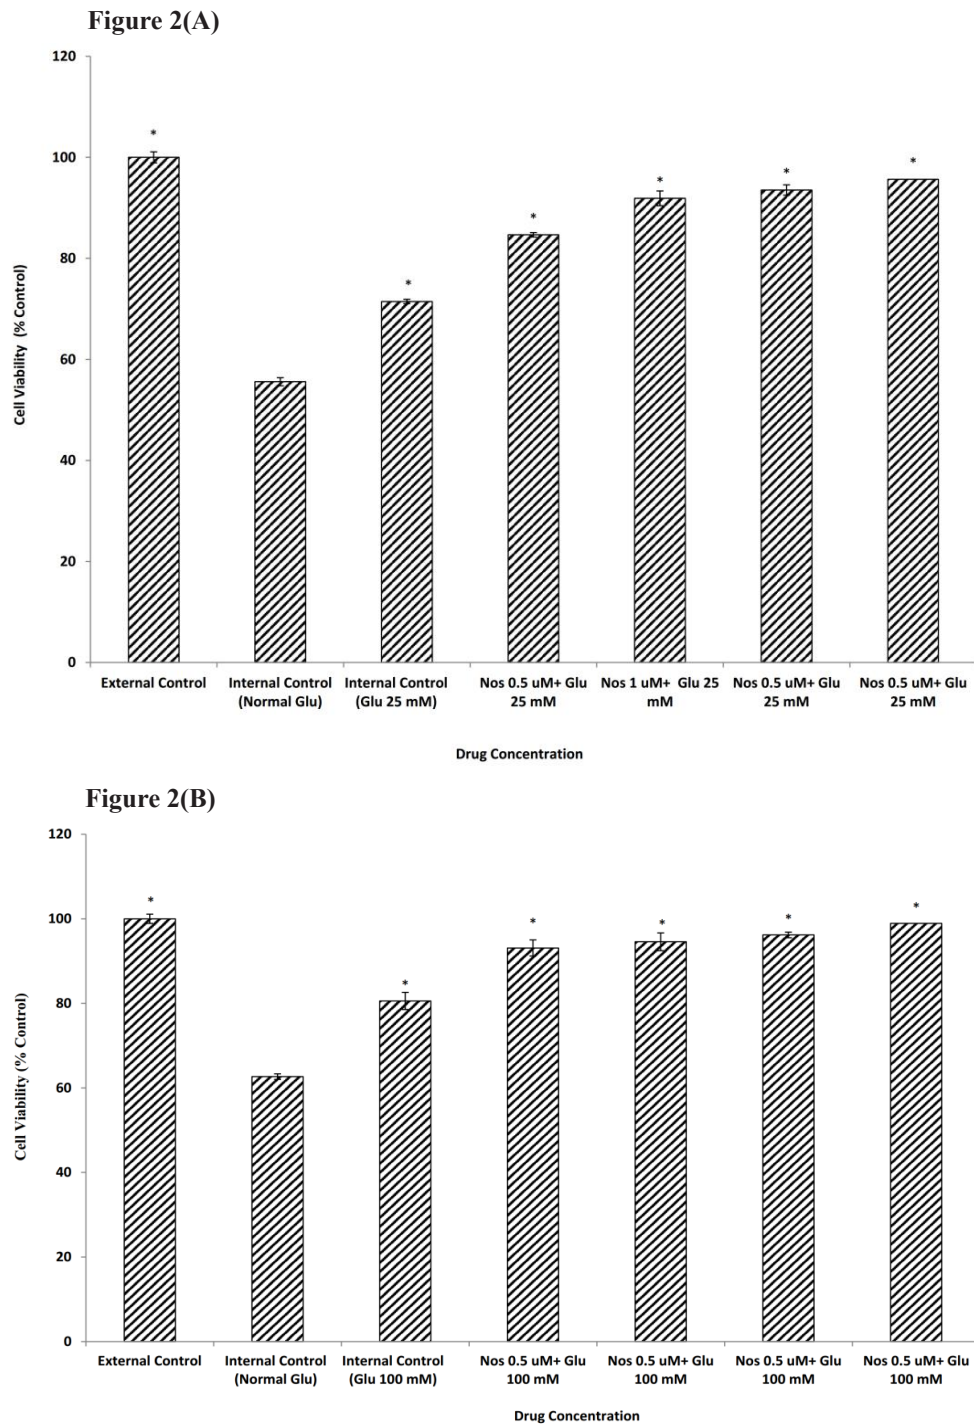 Figure 2(A)
120
100
80
60
40
20
0
Cell Viability (% Control)
*
*
*
*
*
*
External Control
Internal Control
(Normal Glu)
Internal Control
(Glu 25 mM)
Nos 0.5 uM+ Glu
25 mM
Nos 1 uM+ Glu 25
mM
Nos 0.5 uM+ Glu
25 mM
Nos 0.5 uM+ Glu
25 mM
Drug Concentration
Figure 2(B)
120
100
80
60
40
20
0
Cell Viability (% Control)
*
*
*
*
*
*
External Control
Internal Control
(Normal Glu)
Internal Control
(Glu 100 mM)
Nos 0.5 uM+ Glu
100 mM
Nos 0.5 uM+ Glu
100 mM
Nos 0.5 uM+ Glu
100 mM
Nos 0.5 uM+ Glu
100 mM
Drug Concentration